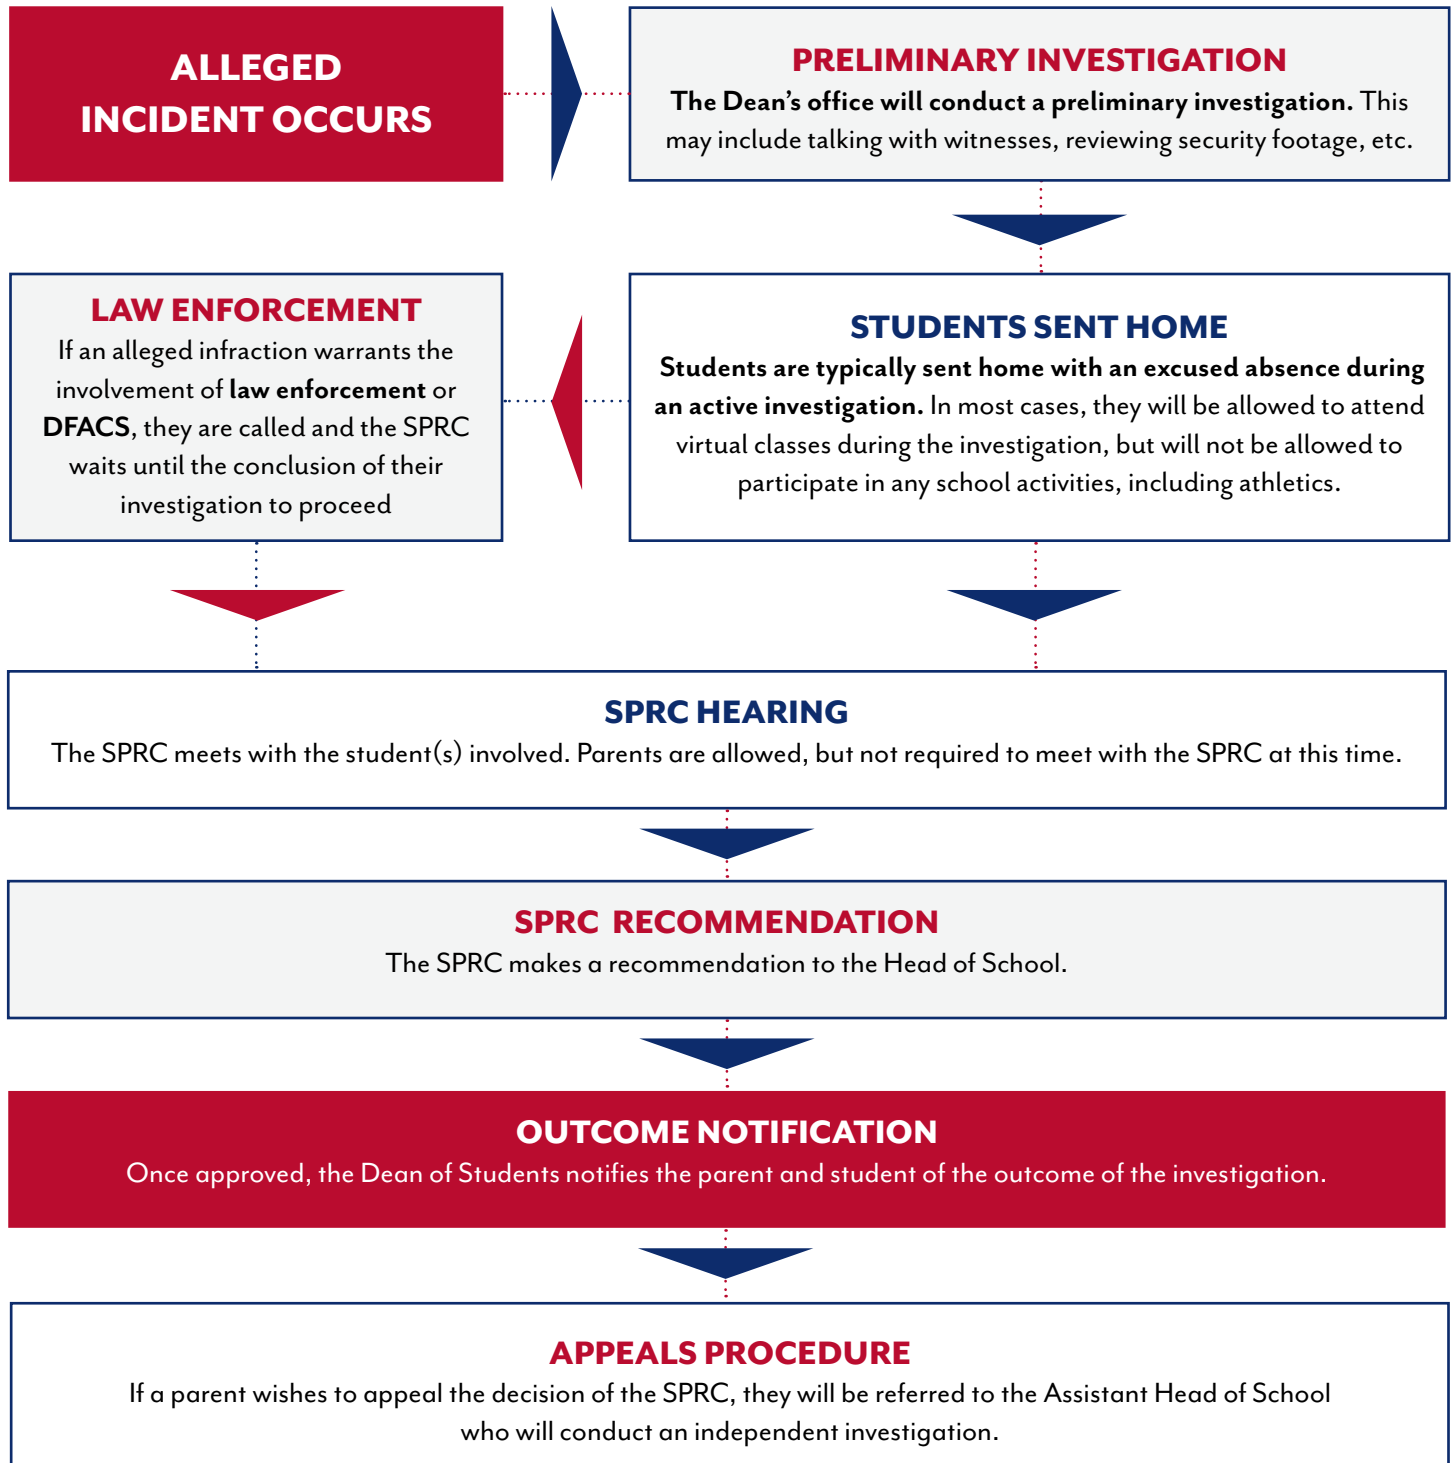 ALLEGED
INCIDENT OCCURS
PRELIMINARY INVESTIGATION
The Dean’s office will conduct a preliminary investigation. This
may include talking with witnesses, reviewing security footage, etc.
STUDENTS SENT HOME
Students are typically sent home with an excused absence during
an active investigation. In most cases, they will be allowed to attend
virtual classes during the investigation, but will not be allowed to
participate in any school activities, including athletics.
LAW ENFORCEMENT
If an alleged infraction warrants the
involvement of law enforcement or
DFACS, they are called and the SPRC
waits until the conclusion of their
investigation to proceed
SPRC HEARING
The SPRC meets with the student(s) involved. Parents are allowed, but not required to meet with the SPRC at this time.
SPRC RECOMMENDATION
The SPRC makes a recommendation to the Head of School.
OUTCOME NOTIFICATION
Once approved, the Dean of Students notifies the parent and student of the outcome of the investigation.
APPEALS PROCEDURE
If a parent wishes to appeal the decision of the SPRC, they will be referred to the Assistant Head of School
who will conduct an independent investigation.